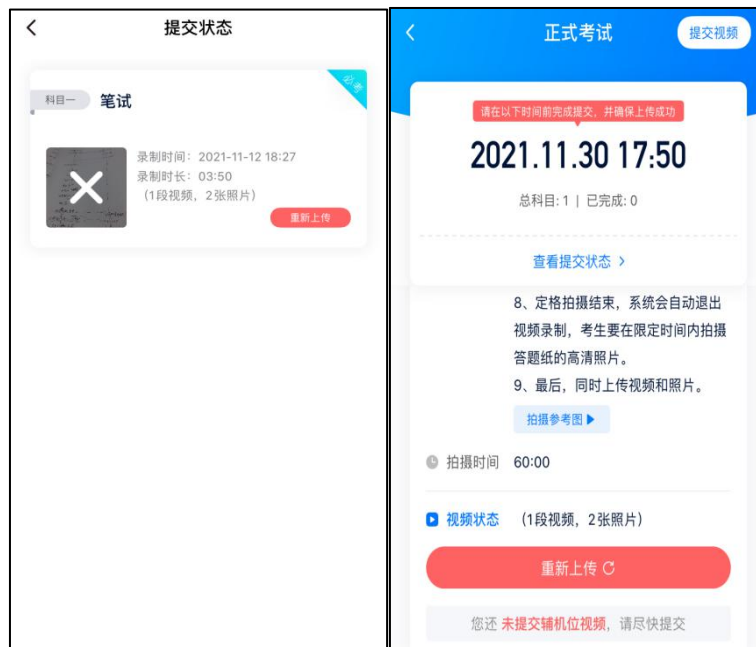 提交状态
必考
科目一 笔试
录制时间：2021-11-12 18:27
录制时长：03:50
（1段视频，2张照片）
重新上传
正式考试
提交视频
请在以下时间前完成提交，并确保上传成功
2021.11.30 17:50
总科目: 1 | 已完成: 0
查看提交状态
8、定格拍摄结束，系统会自动退出
视频录制，考生要在限定时间内拍摄
答题纸的高清照片。
9、最后，同时上传视频和照片。
拍摄参考图
拍摄时间 60:00
视频状态 （1段视频，2张照片）
重新上传
您还 未提交辅机位视频，请尽快提交